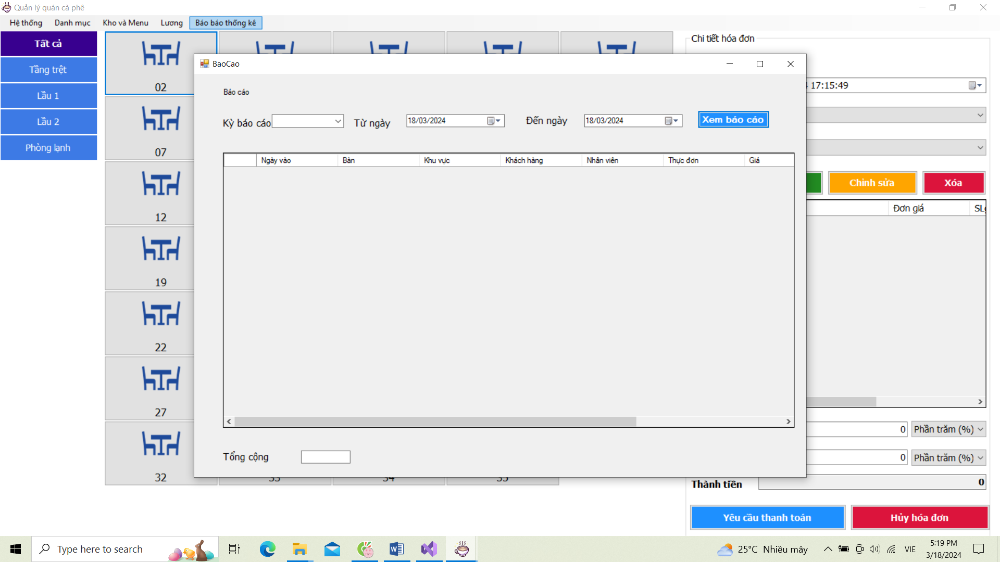 Quản lý quán cà phê
Hệ thống Danh mục Kho và Menu Lương Báo báo thống kê
Tất cả
Tầng trệt
Lầu 1
Lầu 2
Phòng lạnh
02
07
12
19
22
27
32 33 34 35
BaoCao
Báo cáo
Kỳ báo cáo Từ ngày 18/03/2024 Đến ngày 18/03/2024 Xem báo cáo
Ngày vào Bàn Khu vực Khách hàng Nhân viên Thực đơn Giá
Tổng cộng
Chi tiết hóa đơn
17:15:49
Chỉnh sửa Xóa
Đơn giá
0 Phần trăm (%)
0 Phần trăm (%)
Thành tiền 0
Yêu cầu thanh toán Hủy hóa đơn
Type here to search
25°C Nhiều mây
VIE
5:19 PM
3/18/2024